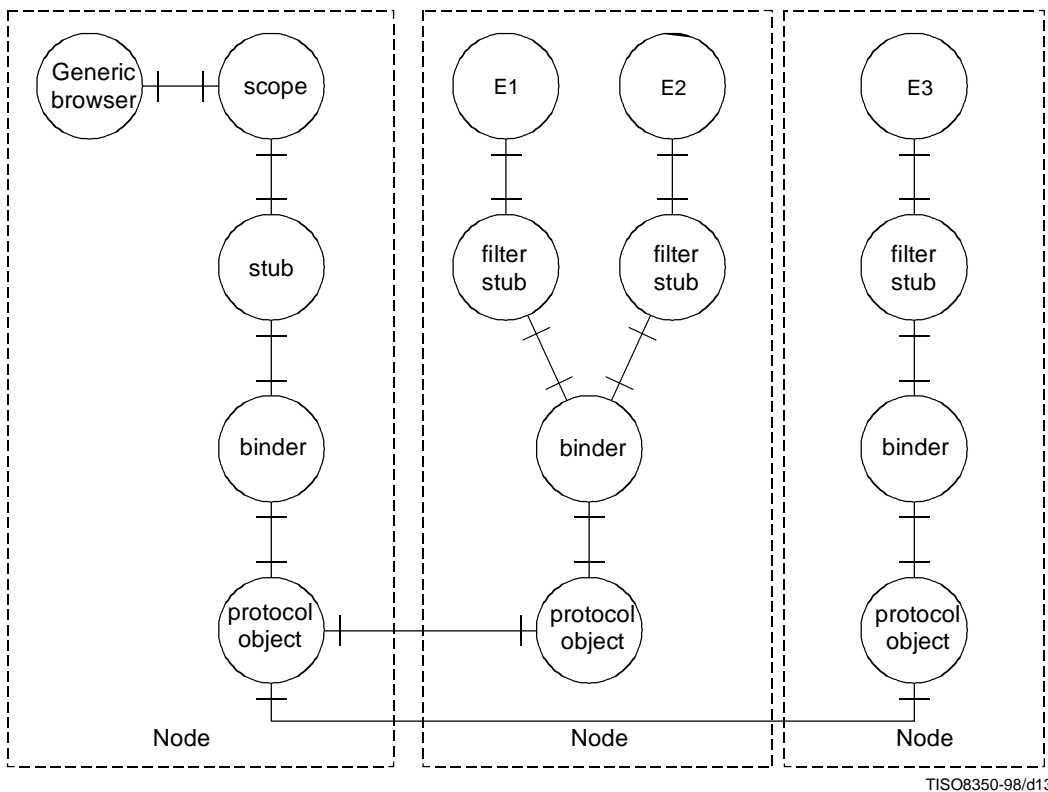 Generic
browser
scope
E1
E2
E3
stub
filter
stub
filter
stub
filter
stub
binder
binder
binder
protocol
object
protocol
object
protocol
object
Node
Node
Node
TISO8350-98/d13